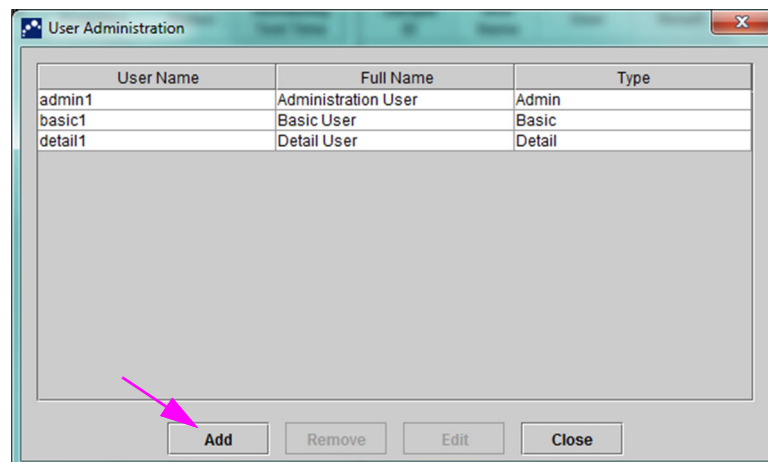 User Administration
User Name Full Name Type
admin1 Administration User Admin
basic1 Basic User Basic
detail1 Detail User Detail
Add Remove Edit Close